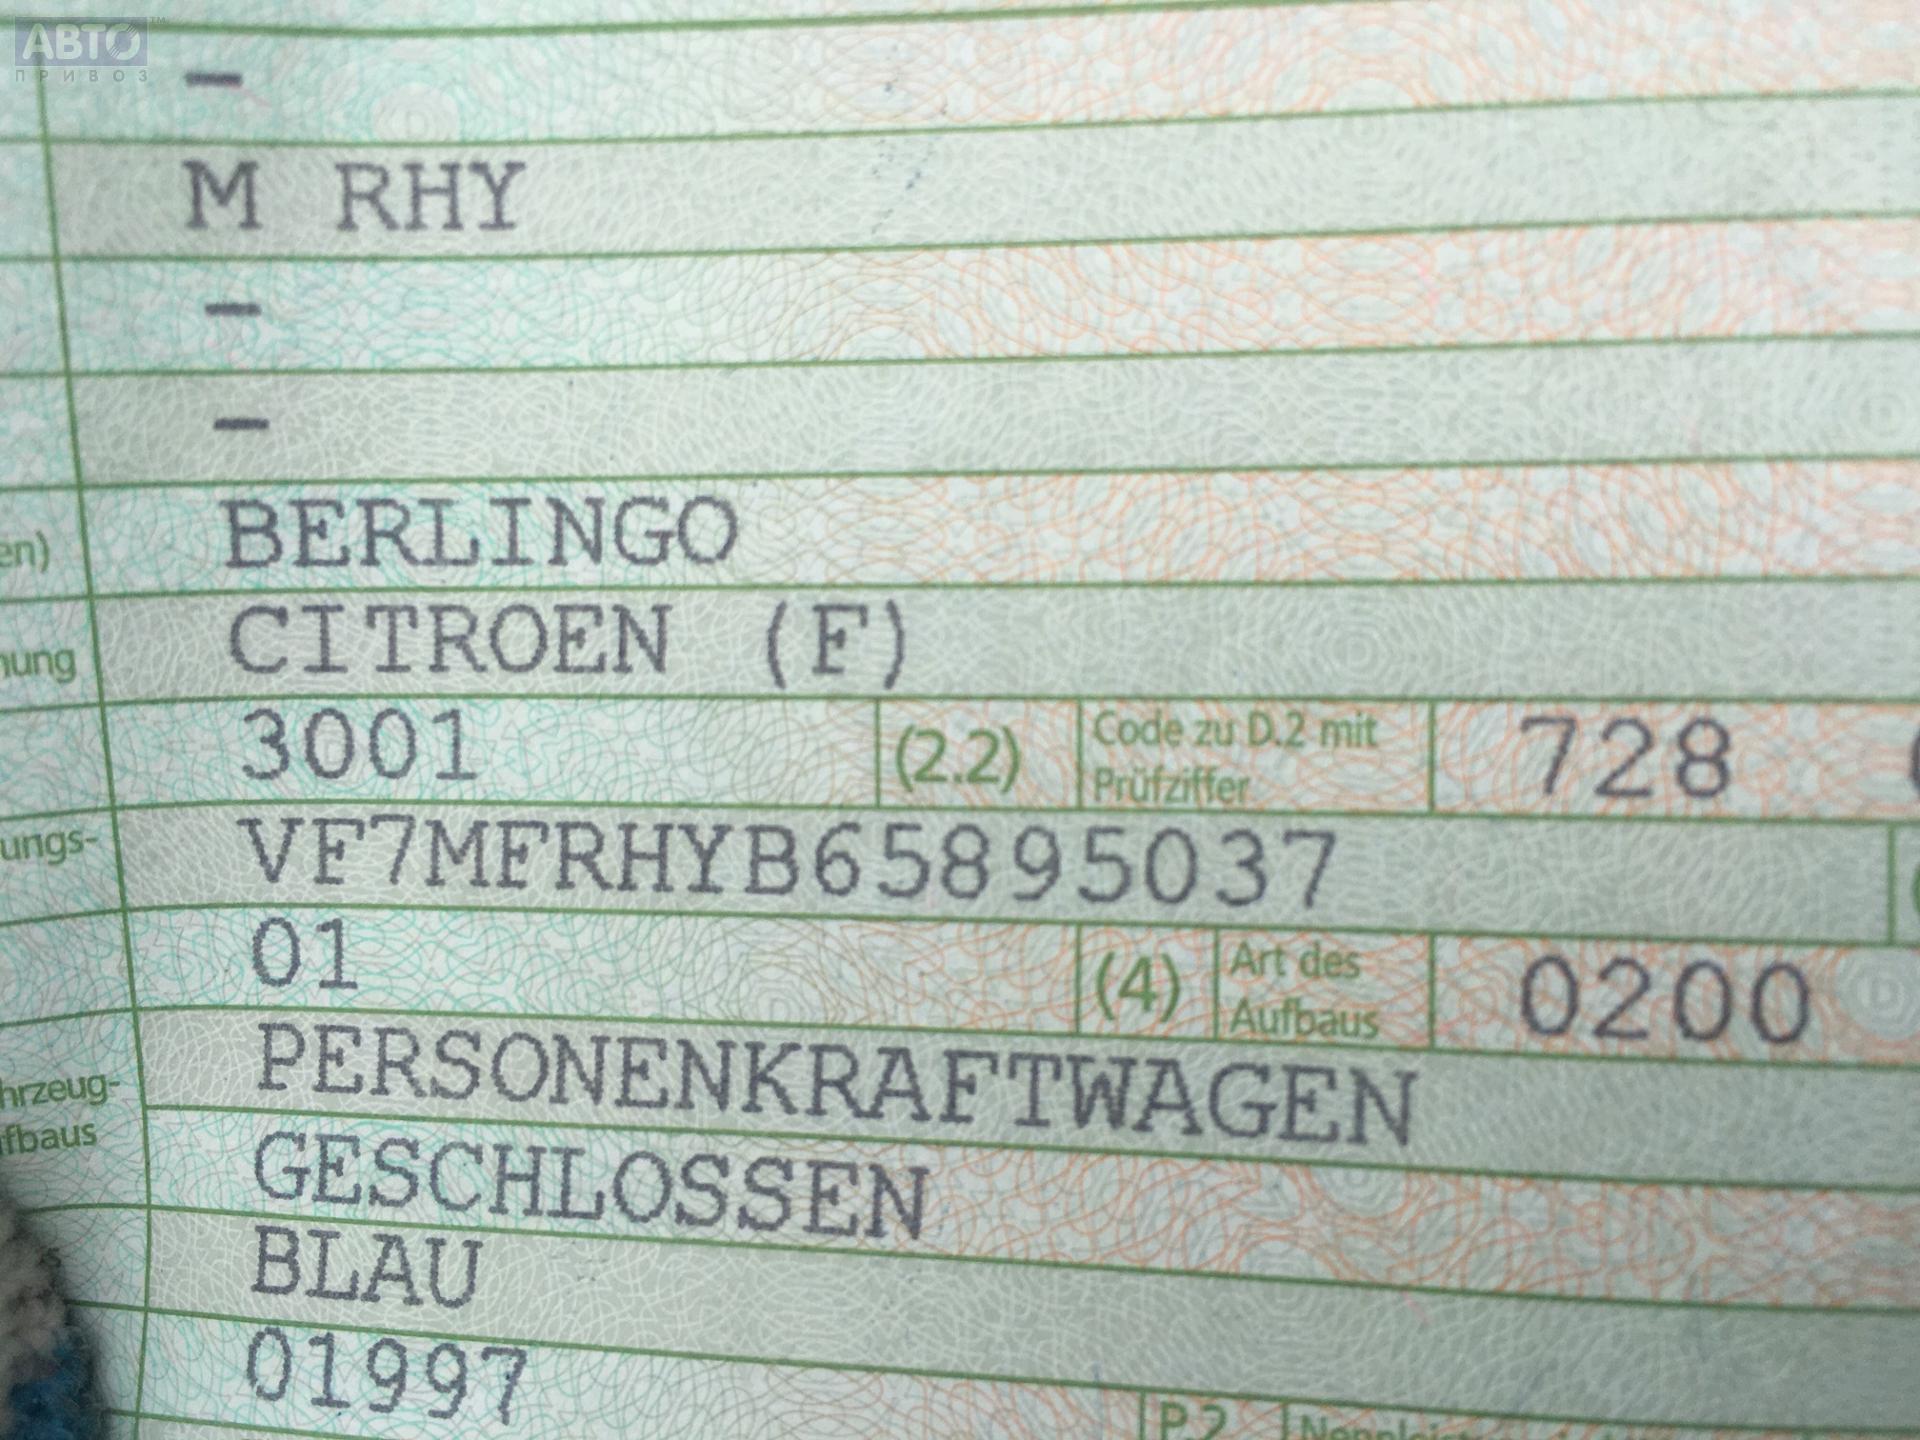 АВТО™
ПРИВОЗ
–
M RHY
–
–
en) BERLINGO
nung CITROEN (F)
3001 (2.2) Code zu D.2 mit Prüfziffer 728
ungs- VF7MFRHYB65895037
01 (4) Art des Aufbaus 0200
hrzeug- PERSONENKRAFTWAGEN
fbaus GESCHLOSSEN
BLAU
01997
P.2